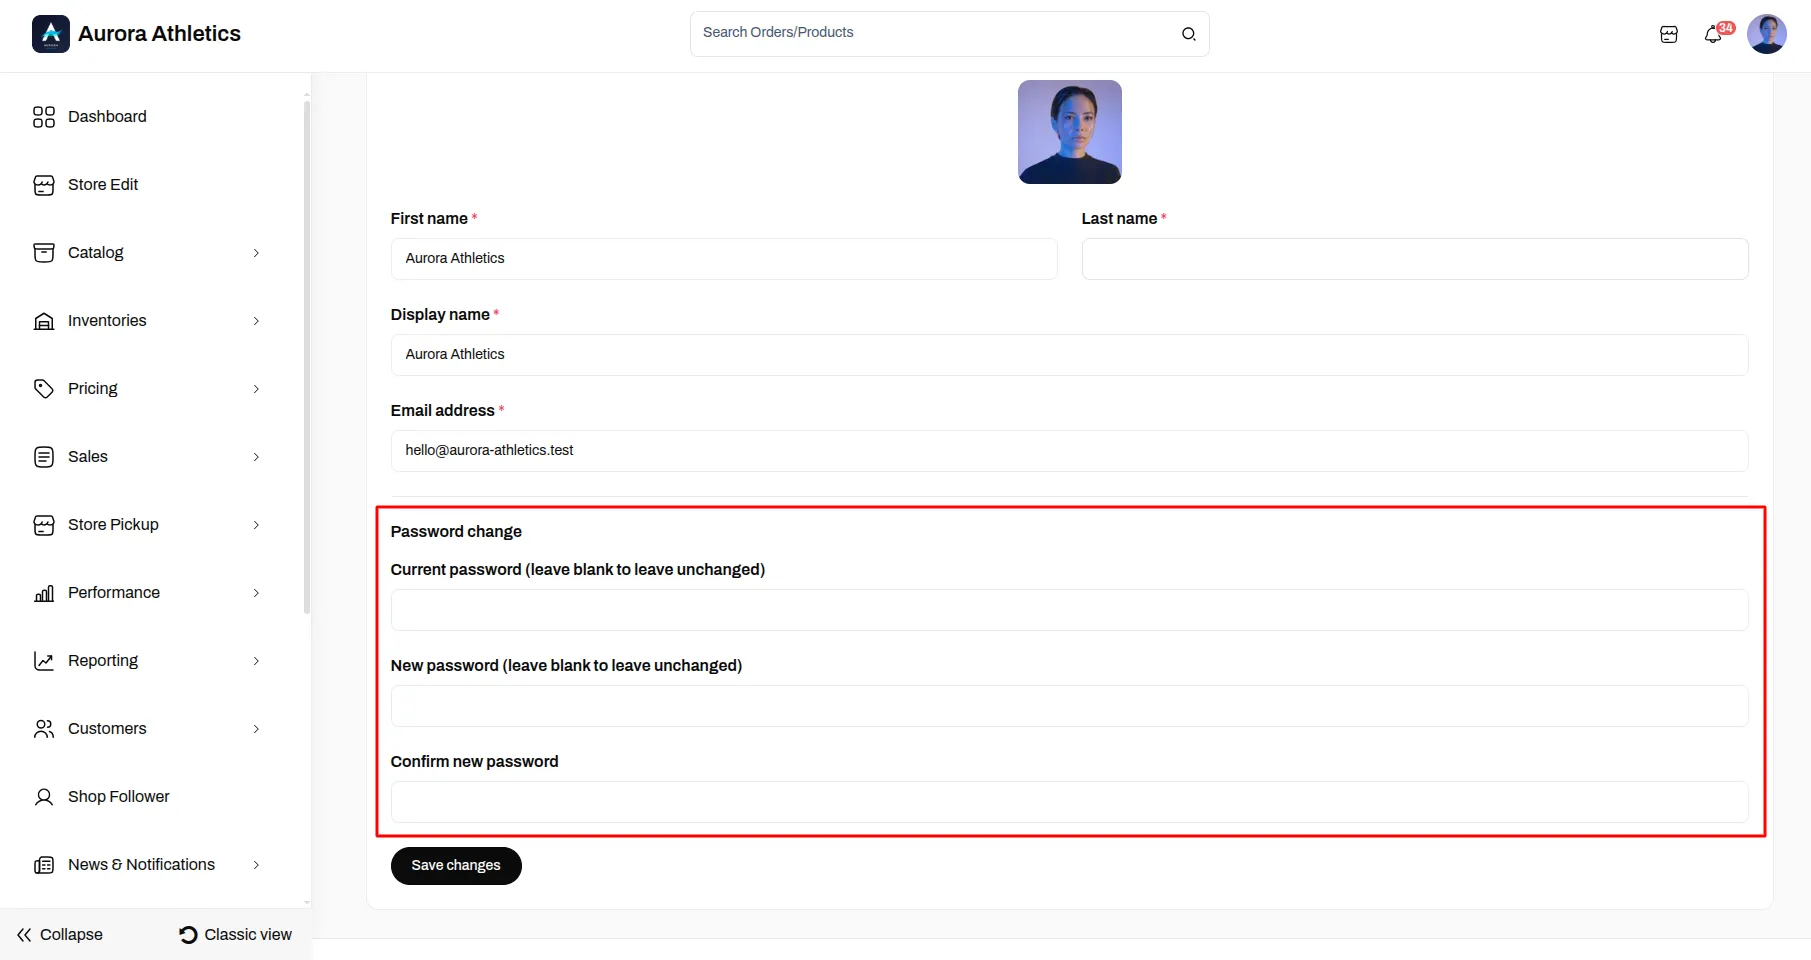 Aurora Athletics
Search Orders/Products
34
Dashboard
Store Edit
Catalog
Inventories
Pricing
Sales
Store Pickup
Performance
Reporting
Customers
Shop Follower
News & Notifications
Collapse
Classic view
First name *
Last name *
Aurora Athletics
Display name *
Aurora Athletics
Email address *
hello@aurora-athletics.test
Password change
Current password (leave blank to leave unchanged)
New password (leave blank to leave unchanged)
Confirm new password
Save changes